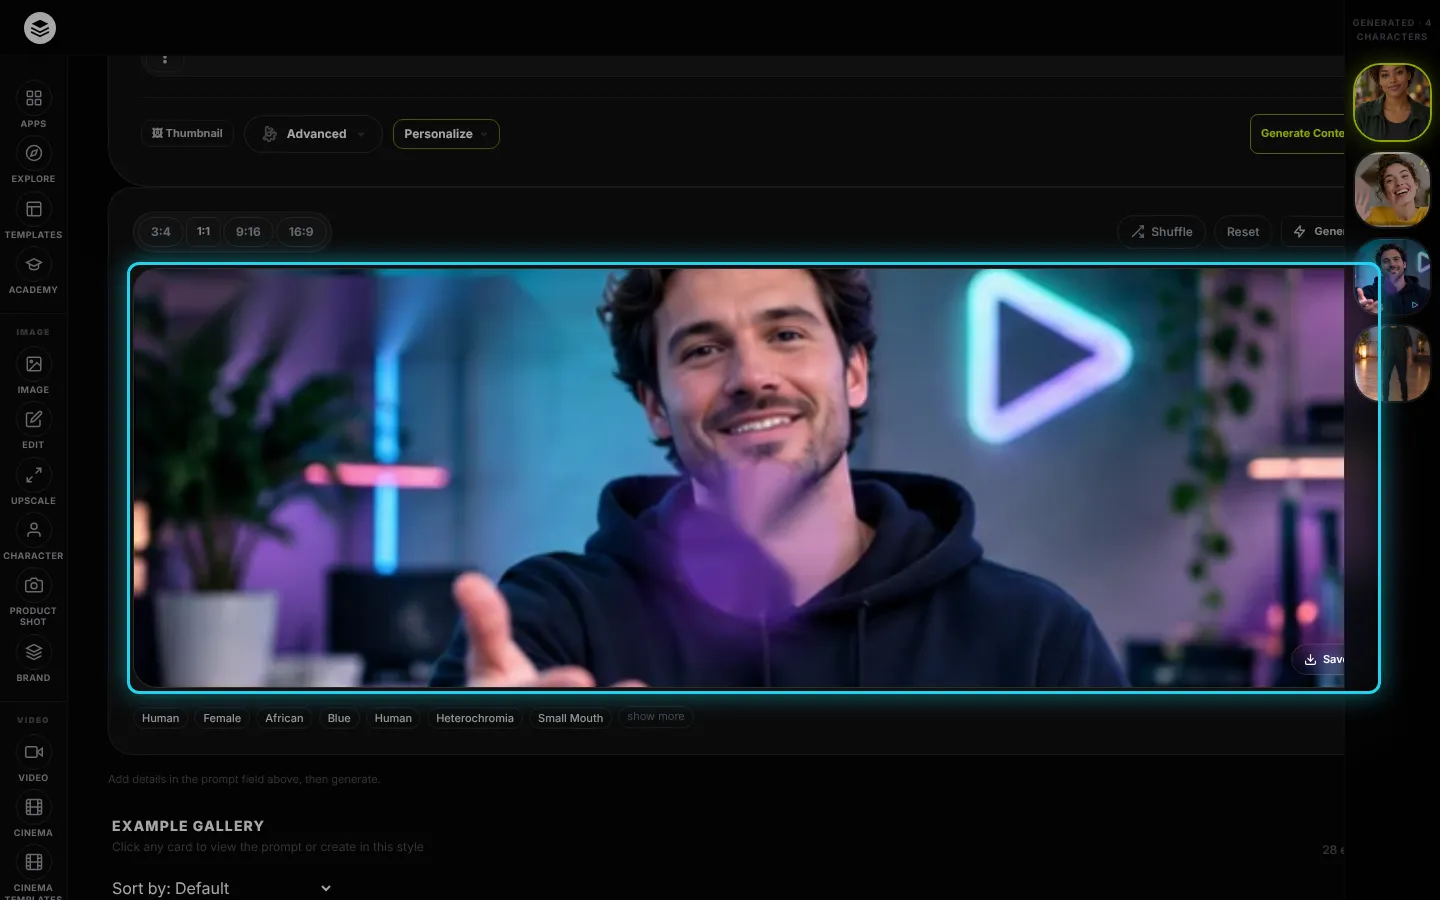 GENERATED · 4
CHARACTERS
APPS
EXPLORE
TEMPLATES
ACADEMY
IMAGE
IMAGE
EDIT
UPSCALE
CHARACTER
PRODUCT
SHOT
BRAND
VIDEO
VIDEO
CINEMA
CINEMA
TEMPLATES
Thumbnail
Advanced
Personalize
Generate Conte
3:4
1:1
9:16
16:9
Shuffle
Reset
Gener
Save
Human
Female
African
Blue
Human
Heterochromia
Small Mouth
show more
Add details in the prompt field above, then generate.
EXAMPLE GALLERY
Click any card to view the prompt or create in this style
28 e
Sort by: Default